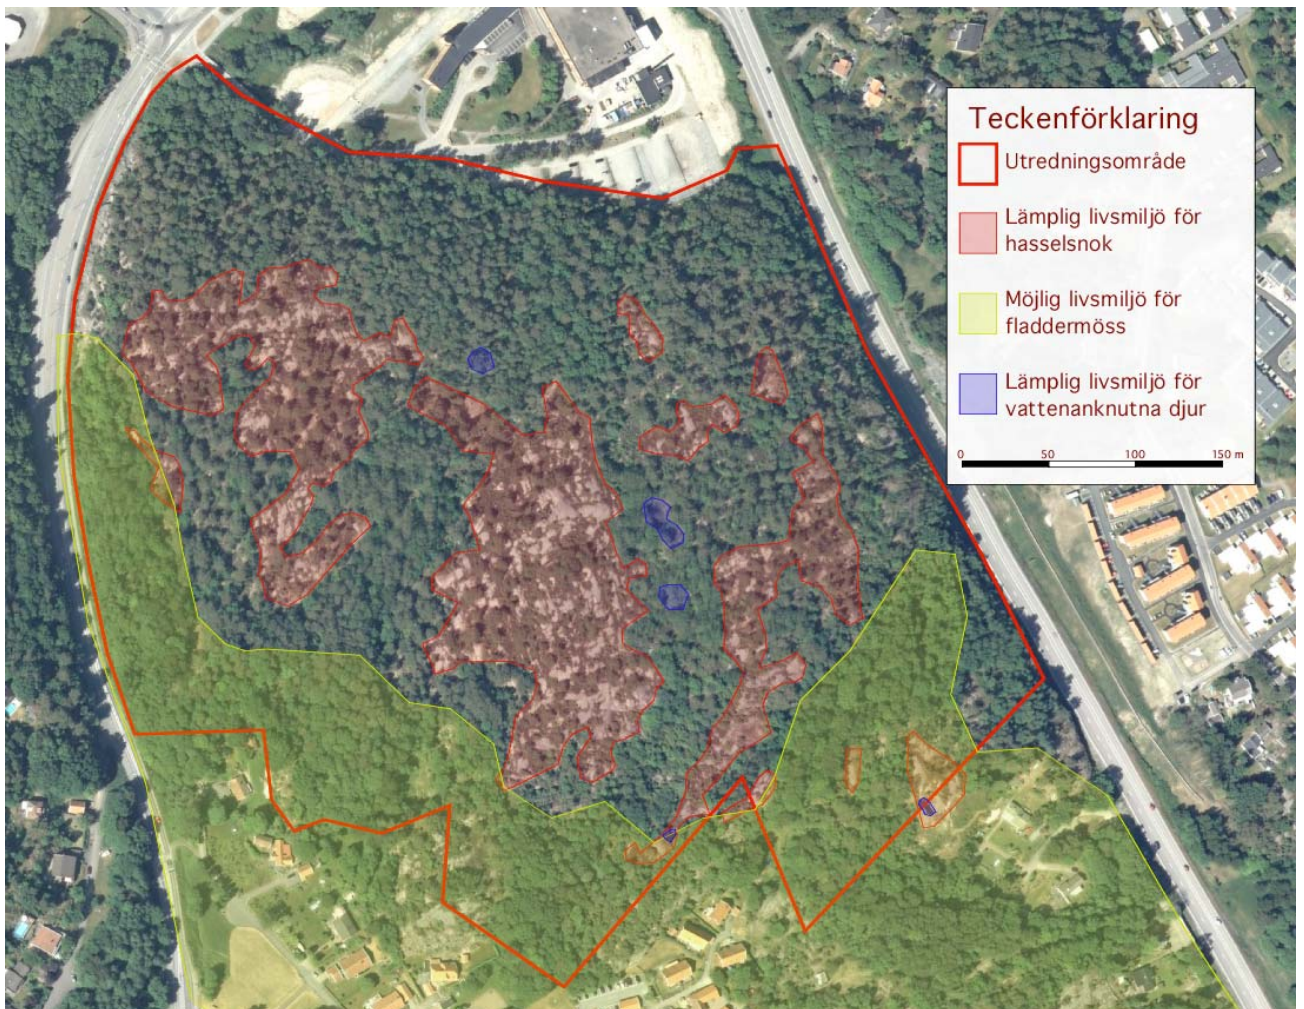 Teckenförklaring
Utredningsområde
Lämplig livsmiljö för
hasselsnok
Möjlig livsmiljö för
fladdermöss
Lämplig livsmiljö för
vattenanknutna djur
0 50 100 150 m